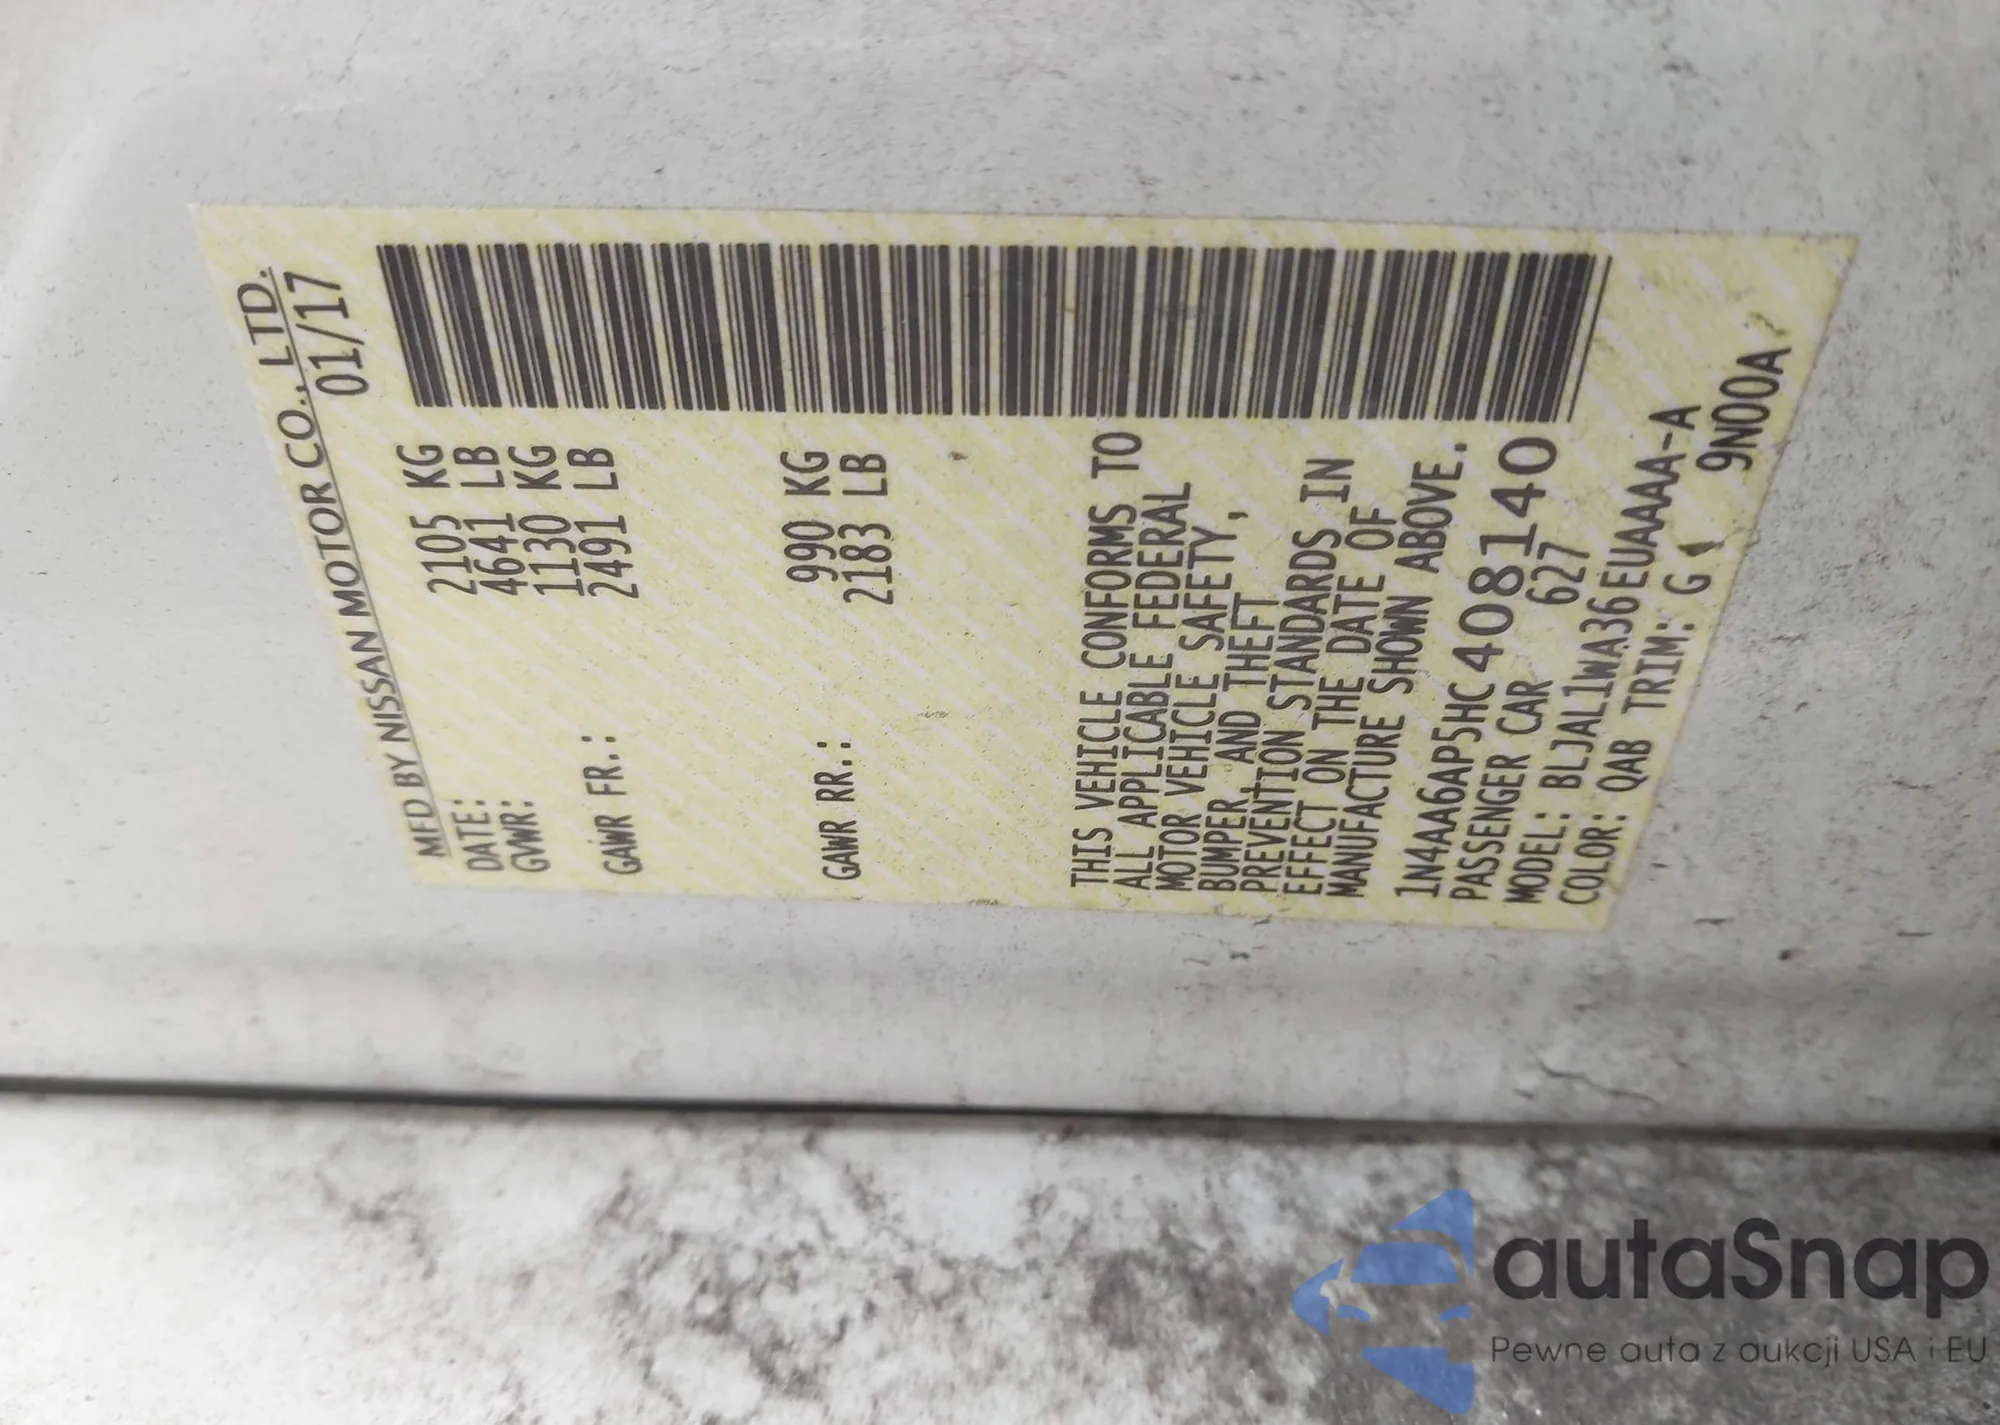 MFD BY NISSAN MOTOR CO., LTD.
DATE: 01/17
GVWR: 2105 KG
4641 LB
GAWR FR.: 1130 KG
2491 LB
GAWR RR.: 990 KG
2183 LB
THIS VEHICLE CONFORMS TO
ALL APPLICABLE FEDERAL
MOTOR VEHICLE SAFETY,
BUMPER, AND THEFT
PREVENTION STANDARDS IN
EFFECT ON THE DATE OF
MANUFACTURE SHOWN ABOVE.
1N4AA6AP5HC408140
PASSENGER CAR 627
MODEL: BLJAL1WA36EUAAAA-A
COLOR: QAB TRIM: G 9N00A
autaSnap
Pewne auta z aukcji USA i EU